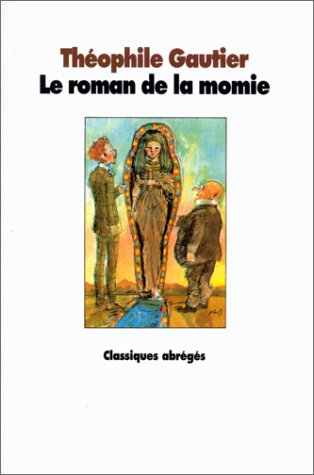 Théophile Gautier
Le roman de la momie
Classiques abrégés